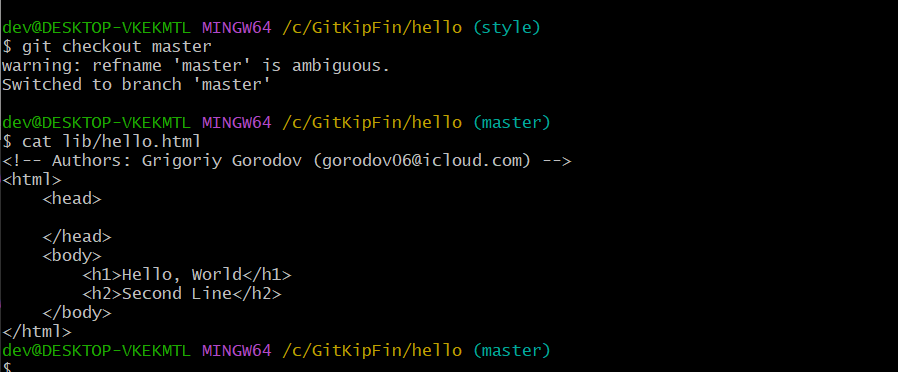 dev@DESKTOP-VKEKMTL MINGW64 /c/GitKipFin/hello (style)
$ git checkout master
warning: refname 'master' is ambiguous.
Switched to branch 'master'

dev@DESKTOP-VKEKMTL MINGW64 /c/GitKipFin/hello (master)
$ cat lib/hello.html
<!-- Authors: Grigoriy Gorodov (gorodov06@icloud.com) -->
<html>
    <head>

    </head>
    <body>
        <h1>Hello, World</h1>
        <h2>Second Line</h2>
    </body>
</html>
dev@DESKTOP-VKEKMTL MINGW64 /c/GitKipFin/hello (master)
$